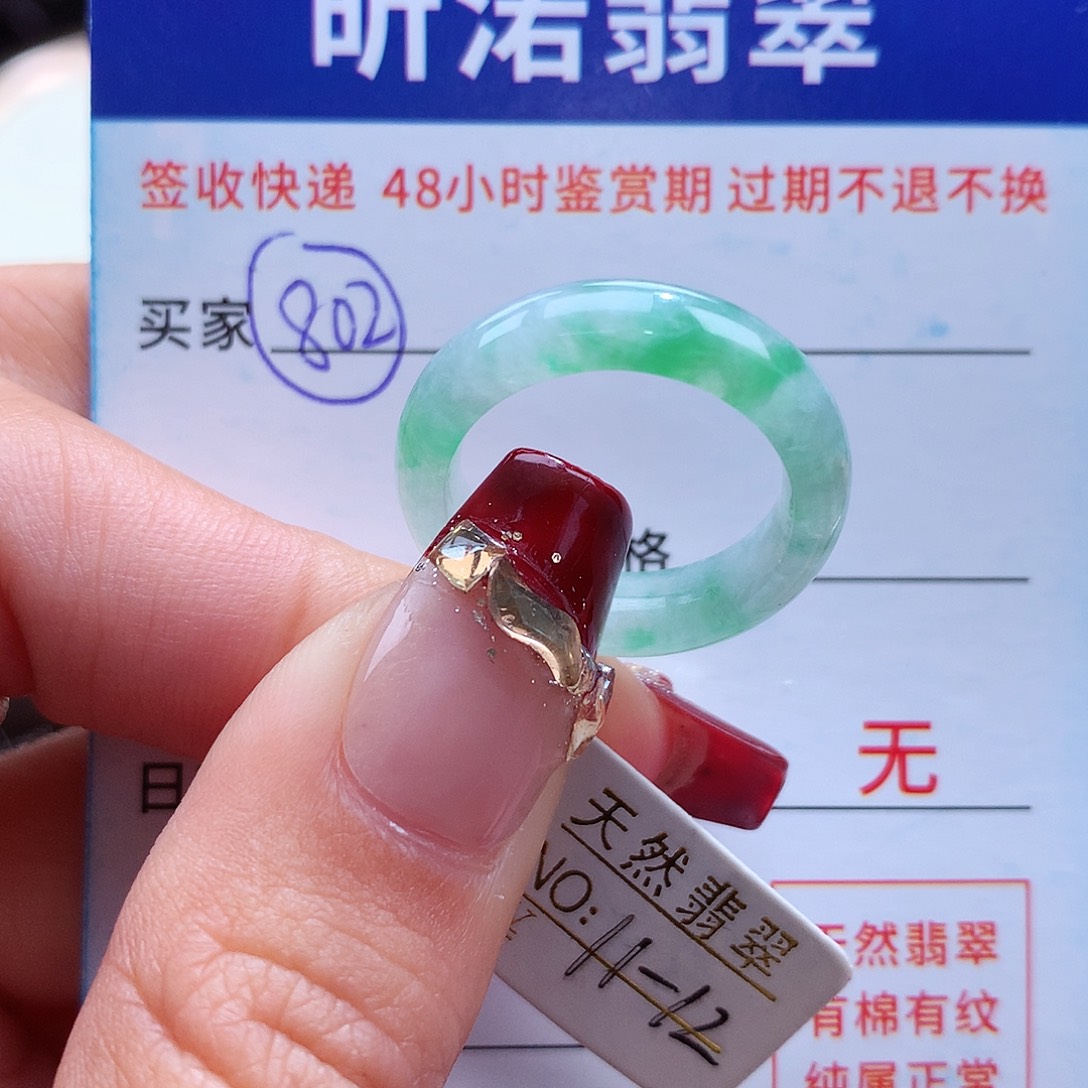 昕渃翡翠
签收快递 48小时鉴赏期 过期不退不换
买家 802
格
无
日
天然翡翠
NO: 11-12
天然翡翠
有棉有纹
纯属正常